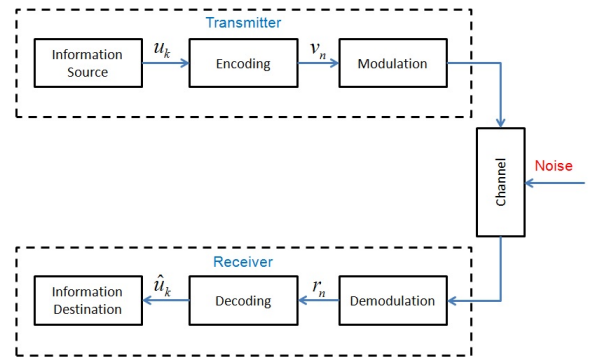 Transmitter
Information
Source
u_k
Encoding
v_n
Modulation
Channel
Noise
Receiver
Information
Destination
û_k
Decoding
r_n
Demodulation